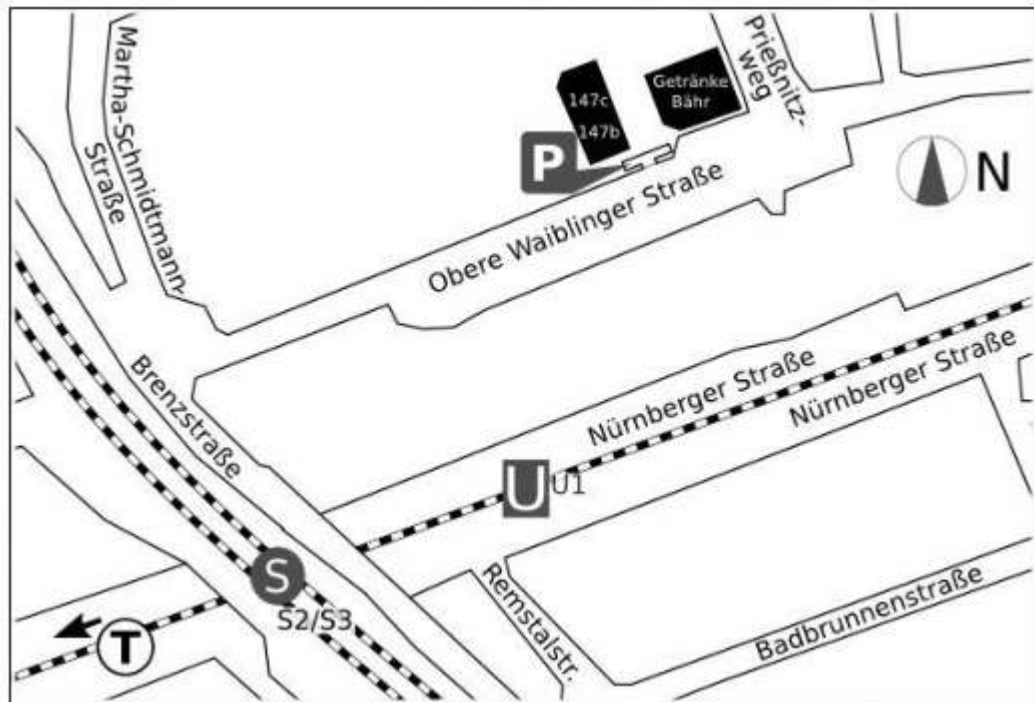 Martha-Schmidtmann-
Straße
Prießnitz-
weg
Getränke
Bähr
147c
147b
P
Obere Waiblinger Straße
N
Brenzstraße
Nürnberger Straße
Nürnberger Straße
U
U1
S
S2/S3
Remstalstr.
Badbrunnenstraße
T